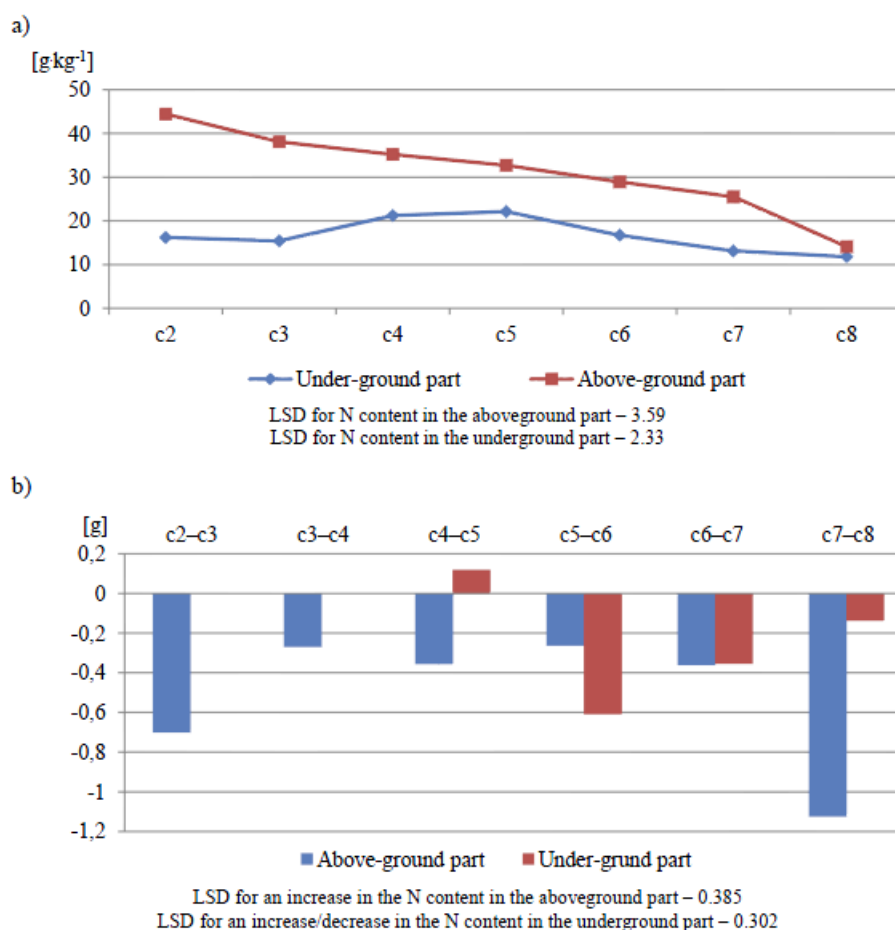 a)
[g·kg⁻¹]
50
40
30
20
10
0
c2 c3 c4 c5 c6 c7 c8
Under-ground part Above-ground part
LSD for N content in the aboveground part – 3.59
LSD for N content in the underground part – 2.33
b)
[g]
c2–c3 c3–c4 c4–c5 c5–c6 c6–c7 c7–c8
0,2
0
-0,2
-0,4
-0,6
-0,8
-1
-1,2
Above-ground part Under-grund part
LSD for an increase in the N content in the aboveground part – 0.385
LSD for an increase/decrease in the N content in the underground part – 0.302